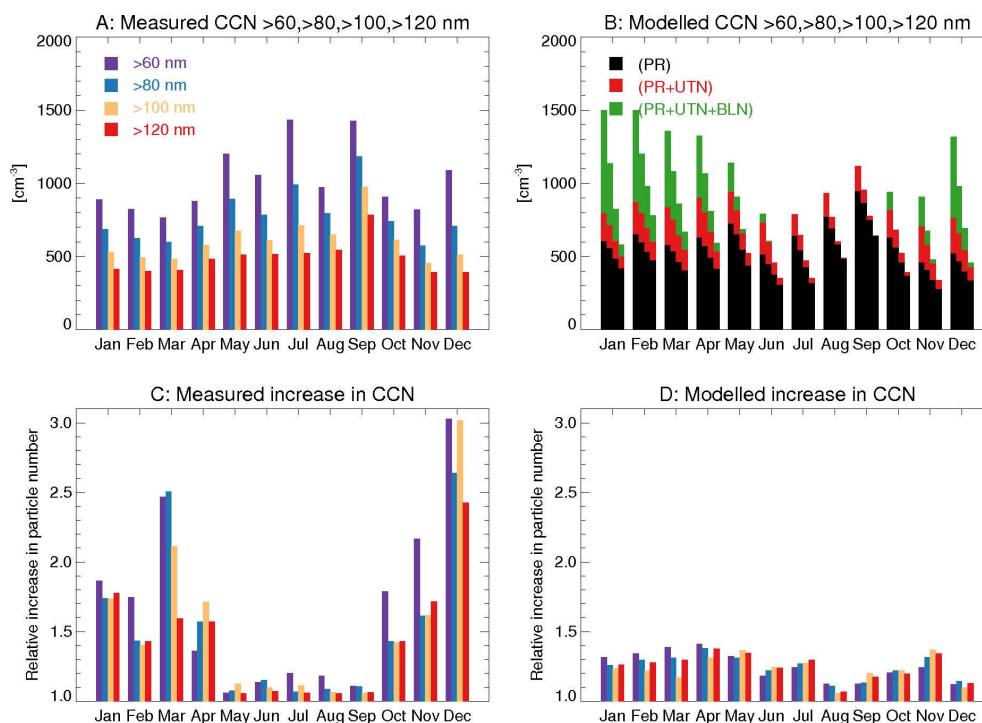 A: Measured CCN >60,>80,>100,>120 nm
2000
1500
1000
500
0
[cm-3]
>60 nm
>80 nm
>100 nm
>120 nm
Jan Feb Mar Apr May Jun Jul Aug Sep Oct Nov Dec
B: Modelled CCN >60,>80,>100,>120 nm
2000
1500
1000
500
0
[cm-3]
(PR)
(PR+UTN)
(PR+UTN+BLN)
Jan Feb Mar Apr May Jun Jul Aug Sep Oct Nov Dec
C: Measured increase in CCN
3.0
2.5
2.0
1.5
1.0
Relative increase in particle number
Jan Feb Mar Apr May Jun Jul Aug Sep Oct Nov Dec
D: Modelled increase in CCN
3.0
2.5
2.0
1.5
1.0
Relative increase in particle number
Jan Feb Mar Apr May Jun Jul Aug Sep Oct Nov Dec